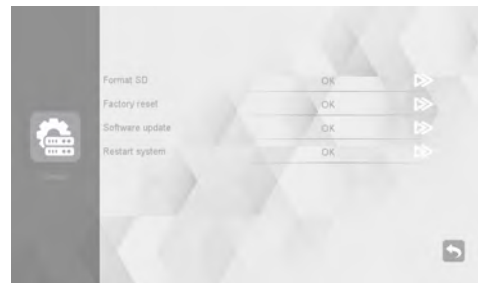 Format SD OK
Factory reset OK
Software update OK
Restart system OK